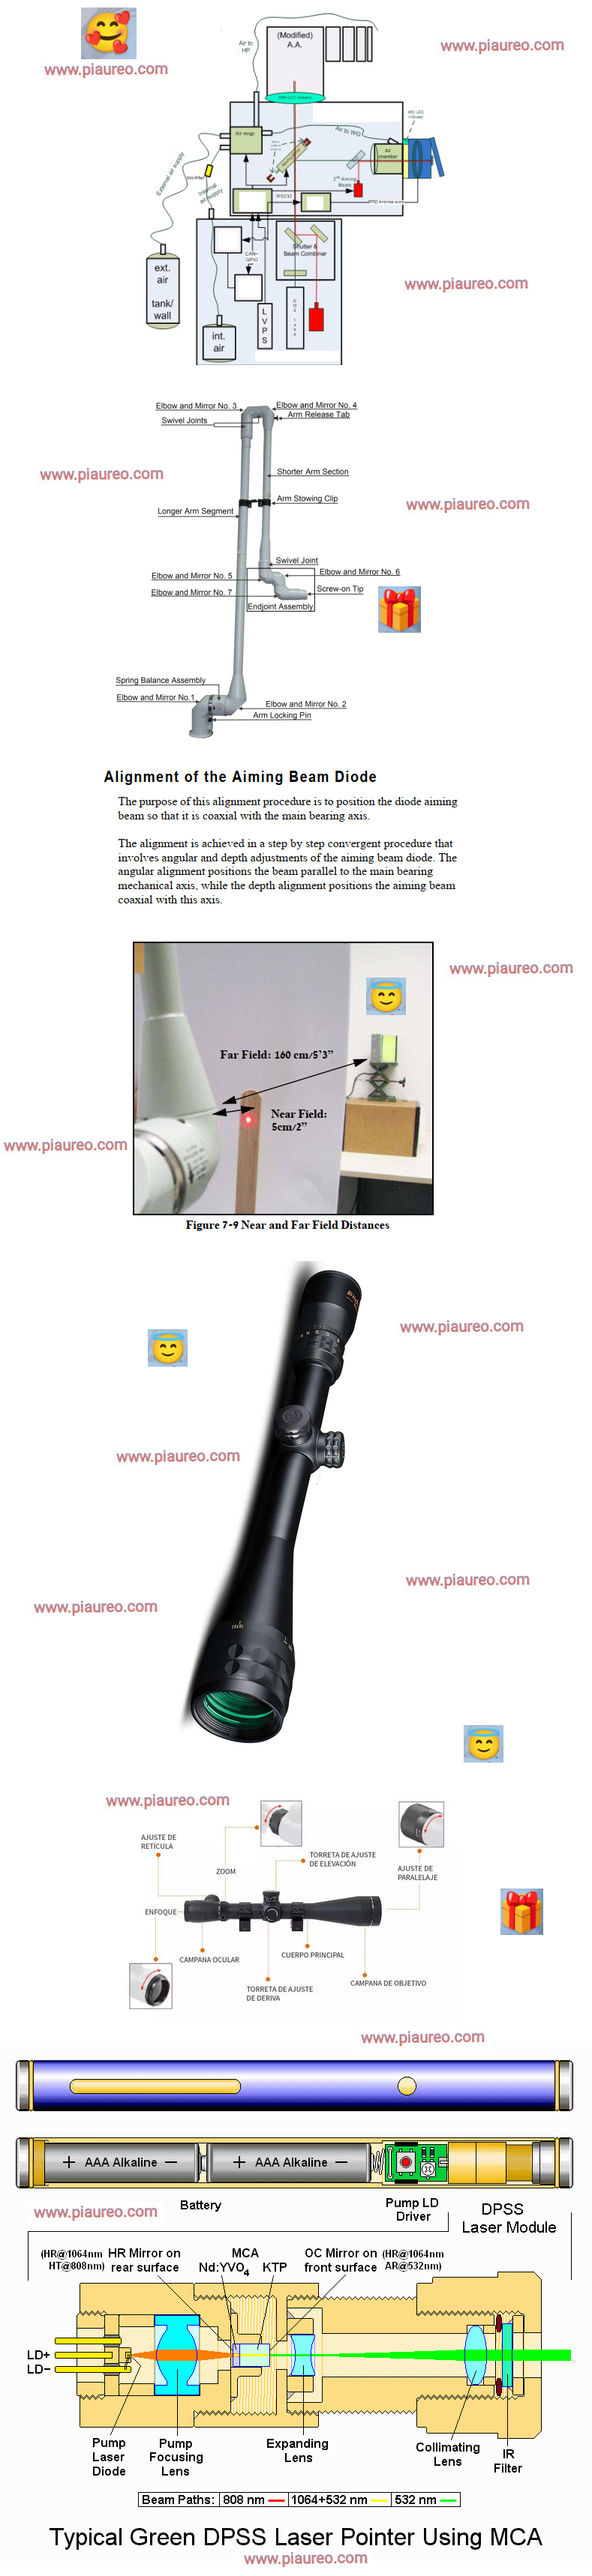 www.piaureo.com
www.piaureo.com
Air to
HP
(Modified)
A.A.
Air to WG
Air
chamber
External air supply
Internal
air supply
2nd Aiming
Beam
RS232
CAN-
GPIO
Shutter &
Beam Combiner
ext.
air
tank/
wall
int.
air
LVPS
www.piaureo.com
Elbow and Mirror No. 3
Elbow and Mirror No. 4
Swivel Joints
Arm Release Tab
www.piaureo.com
Shorter Arm Section
Arm Stowing Clip
www.piaureo.com
Longer Arm Segment
Swivel Joint
Elbow and Mirror No. 5
Elbow and Mirror No. 6
Elbow and Mirror No. 7
Screw-on Tip
Endjoint Assembly
Spring Balance Assembly
Elbow and Mirror No.1
Elbow and Mirror No. 2
Arm Locking Pin
Alignment of the Aiming Beam Diode
The purpose of this alignment procedure is to position the diode aiming
beam so that it is coaxial with the main bearing axis.
The alignment is achieved in a step by step convergent procedure that
involves angular and depth adjustments of the aiming beam diode. The
angular alignment positions the beam parallel to the main bearing
mechanical axis, while the depth alignment positions the aiming beam
coaxial with this axis.
www.piaureo.com
Far Field: 160 cm/5'3”
Near Field:
5cm/2”
www.piaureo.com
Figure 7-9 Near and Far Field Distances
www.piaureo.com
www.piaureo.com
www.piaureo.com
www.piaureo.com
www.piaureo.com
AJUSTE DE
RETÍCULA
ZOOM
TORRETA DE AJUSTE
DE ELEVACIÓN
AJUSTE DE
PARALELAJE
ENFOQUE
CAMPANA OCULAR
CUERPO PRINCIPAL
TORRETA DE AJUSTE
DE DERIVA
CAMPANA DE OBJETIVO
www.piaureo.com
+ AAA Alkaline −
+ AAA Alkaline −
www.piaureo.com
Battery
Pump LD
Driver
DPSS
Laser Module
(HR@1064nm
HT@808nm)
HR Mirror on
rear surface
MCA
Nd:YVO4 KTP
OC Mirror on
front surface
(HR@1064nm
AR@532nm)
LD+
LD−
Pump
Laser
Diode
Pump
Focusing
Lens
Expanding
Lens
Collimating
Lens
IR
Filter
Beam Paths: 808 nm 1064+532 nm 532 nm
Typical Green DPSS Laser Pointer Using MCA
www.piaureo.com